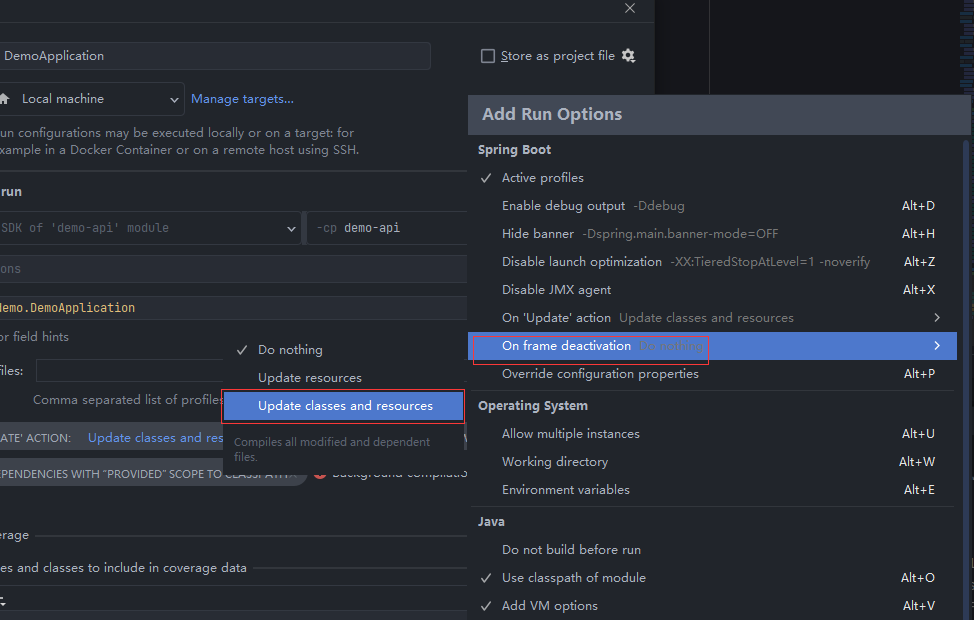 DemoApplication
Store as project file
Local machine
Manage targets...
un configurations may be executed locally or on a target: for
xample in a Docker Container or on a remote host using SSH.
run
SDK of 'demo-api' module
-cp demo-api
ons
demo.DemoApplication
or field hints
files:
Comma separated list of profiles
ATE' ACTION: Update classes and res
EPENDENCIES WITH "PROVIDED" SCOPE TO CLASSPATH
Background compilatio
erage
es and classes to include in coverage data
Do nothing
Update resources
Update classes and resources
Compiles all modified and dependent
files.
Add Run Options
Spring Boot
Active profiles
Enable debug output -Ddebug Alt+D
Hide banner -Dspring.main.banner-mode=OFF Alt+H
Disable launch optimization -XX:TieredStopAtLevel=1 -noverify Alt+Z
Disable JMX agent Alt+X
On 'Update' action Update classes and resources
On frame deactivation Do nothing
Override configuration properties Alt+P
Operating System
Allow multiple instances Alt+U
Working directory Alt+W
Environment variables Alt+E
Java
Do not build before run
Use classpath of module Alt+O
Add VM options Alt+V